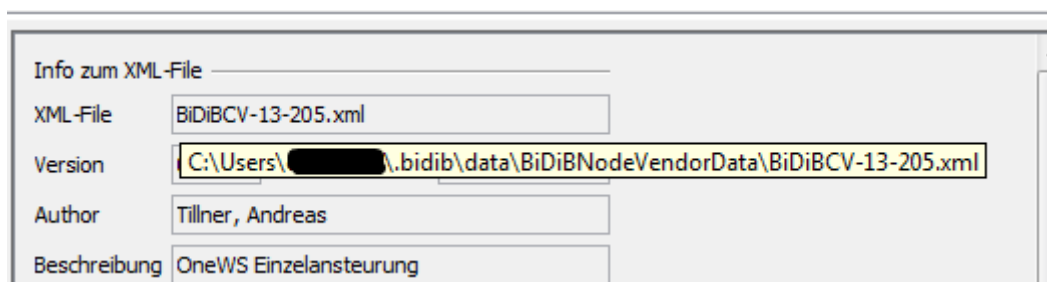 Info zum XML-File
XML-File BiDiBCV-13-205.xml
Version C:\Users\ \.bidib\data\BiDiBNodeVendorData\BiDiBCV-13-205.xml
Author Tillner, Andreas
Beschreibung OneWS Einzelansteurung